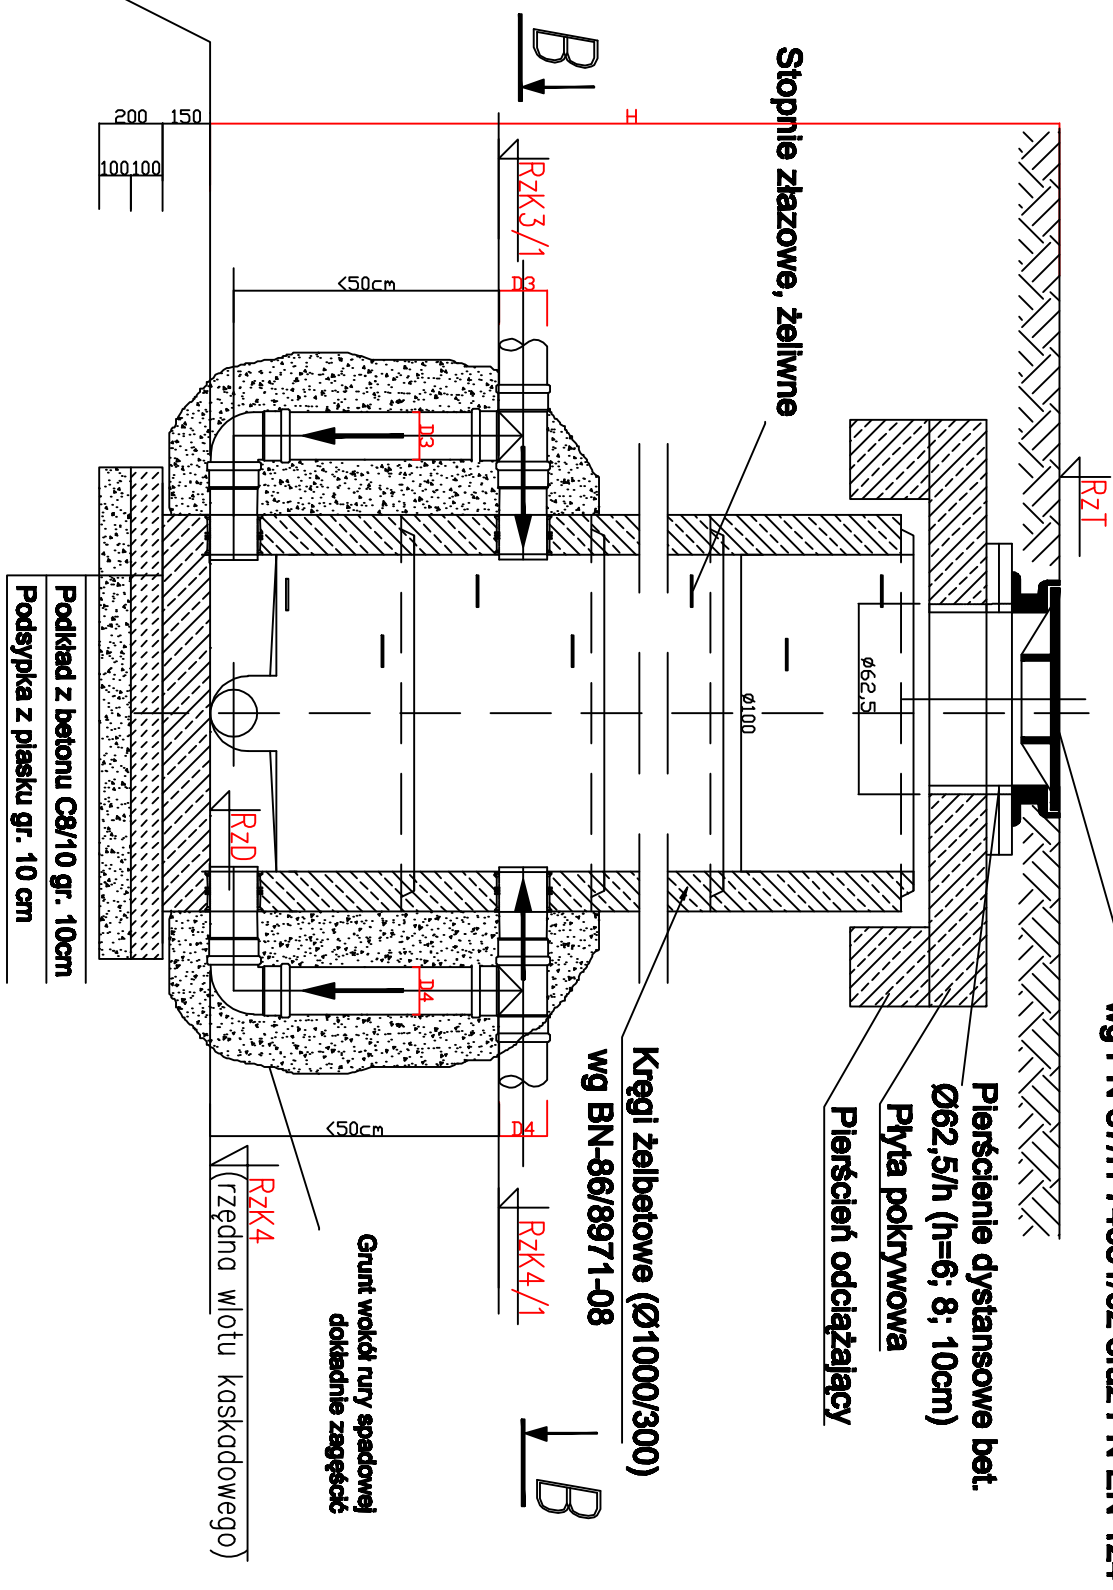 RzT
Pierścienie dystansowe bet.
Ø62,5/h (h=6; 8; 10cm)
Płyta pokrywowa
Pierścień odciążający
Stopnie złazowe, żeliwne
Ø62,5
Ø100
H
Kręgi żelbetowe (Ø1000/300)
wg BN-86/8971-08
B
B
RzK3/1
D3
RzK4/1
D4
<50cm
D3
D4
<50cm
Grunt wokół rury spadowej
dokładnie zagęścić
RzD
RzK4
(rzędna wlotu kaskadowego)
150
200
100
100
Podkład z betonu C8/10 gr. 10cm
Podsypka z piasku gr. 10 cm